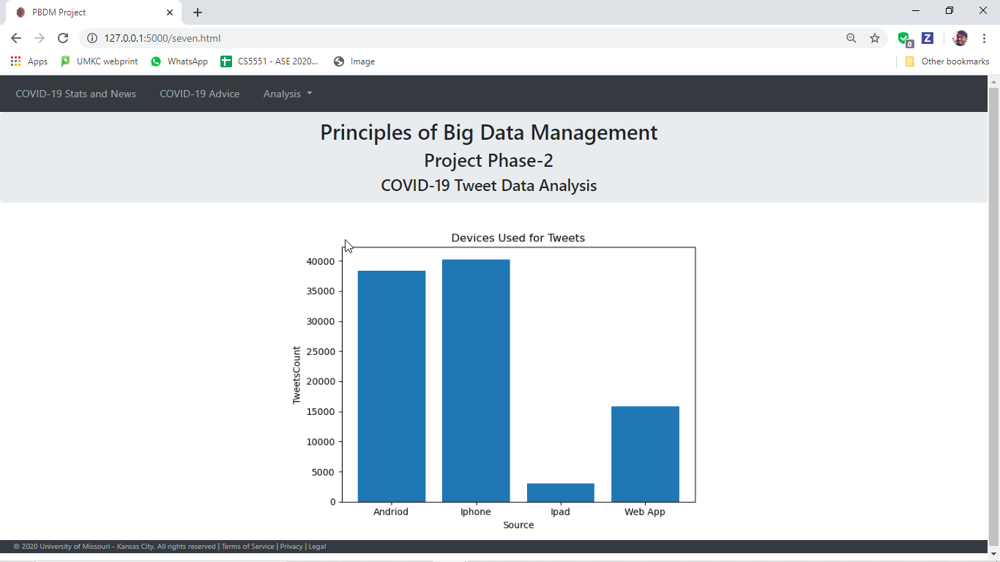 PBDM Project
127.0.0.1:5000/seven.html
0
Z
Apps
UMKC webprint
WhatsApp
CS5551 - ASE 2020...
Image
Other bookmarks
COVID-19 Stats and News
COVID-19 Advice
Analysis
Principles of Big Data Management
Project Phase-2
COVID-19 Tweet Data Analysis
Devices Used for Tweets
40000
35000
30000
25000
20000
15000
10000
5000
0
TweetsCount
Andriod
Iphone
Ipad
Web App
Source
© 2020 University of Missouri - Kansas City. All rights reserved | Terms of Service | Privacy | Legal